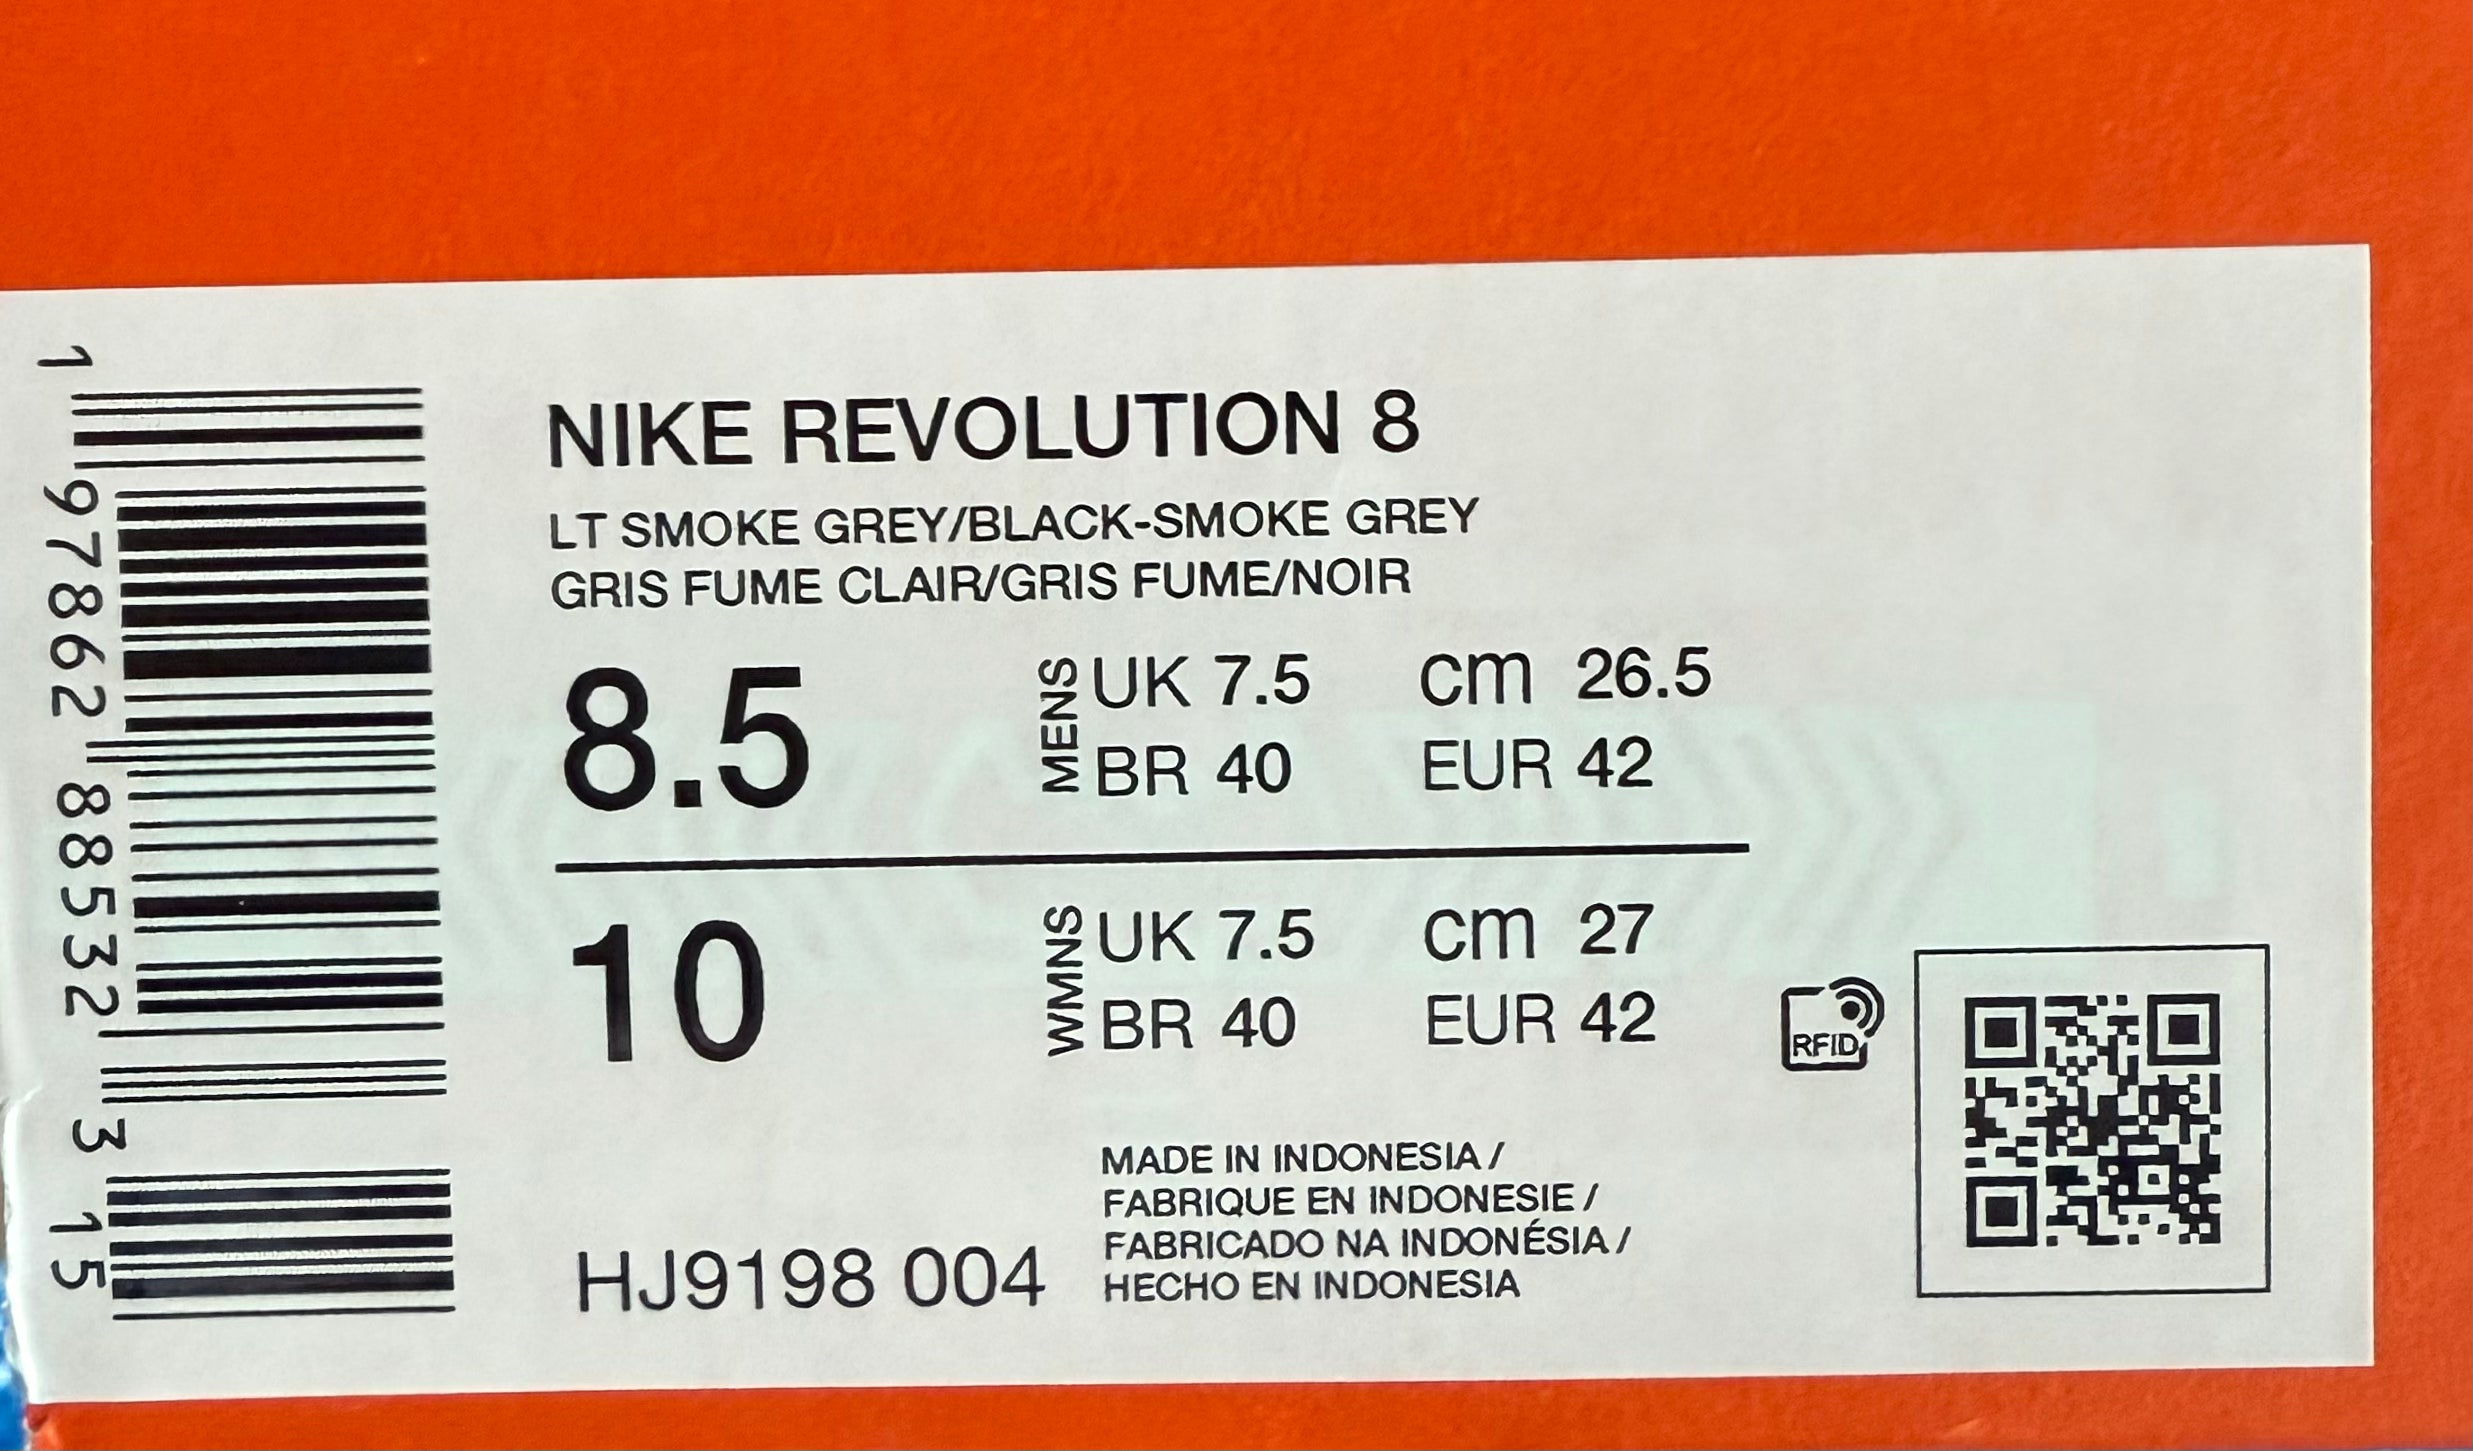 NIKE REVOLUTION 8
LT SMOKE GREY/BLACK-SMOKE GREY
GRIS FUME CLAIR/GRIS FUME/NOIR
8.5
MENS
UK 7.5 cm 26.5
BR 40 EUR 42
10
WMNS
UK 7.5 cm 27
BR 40 EUR 42
RFID
MADE IN INDONESIA /
FABRIQUE EN INDONESIE /
FABRICADO NA INDONÉSIA /
HECHO EN INDONESIA
HJ9198 004
1 97862 88532 3 15